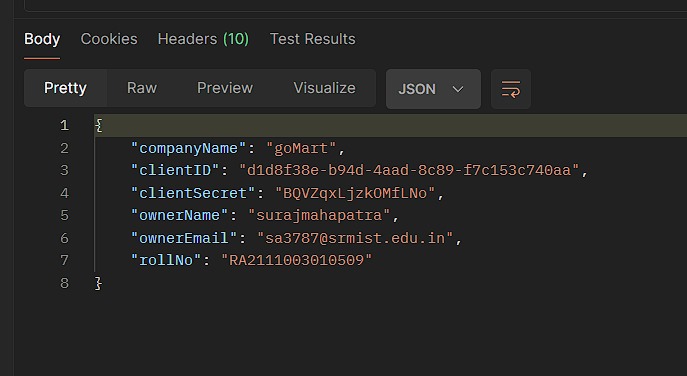 Body Cookies Headers (10) Test Results
Pretty Raw Preview Visualize JSON
1 {
2 "companyName": "goMart",
3 "clientID": "d1d8f38e-b94d-4aad-8c89-f7c153c740aa",
4 "clientSecret": "BQVZqxLjzkOMfLNo",
5 "ownerName": "surajmahapatra",
6 "ownerEmail": "sa3787@srmist.edu.in",
7 "rollNo": "RA2111003010509"
8 }